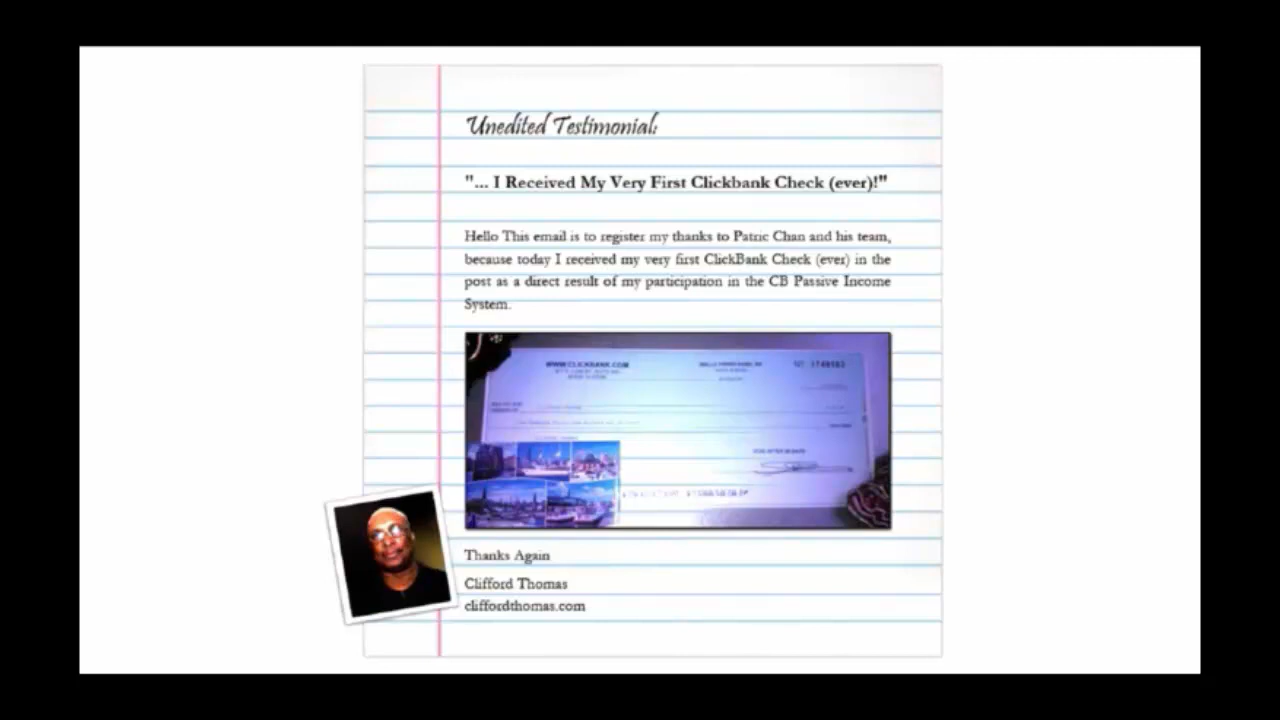 Unedited Testimonial:
"... I Received My Very First Clickbank Check (ever)!"
Hello This email is to register my thanks to Patric Chan and his team,
because today I received my very first ClickBank Check (ever) in the
post as a direct result of my participation in the CB Passive Income
System.
WWW.CLICKBANK.COM
Thanks Again
Clifford Thomas
cliffordthomas.com